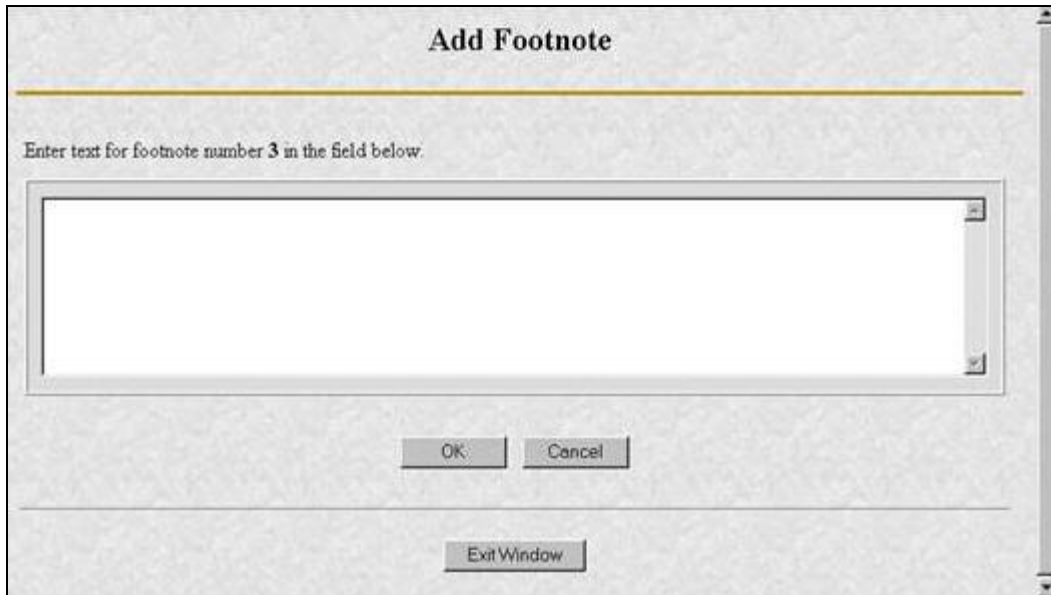 Add Footnote
Enter text for footnote number 3 in the field below.
OK Cancel
Exit Window